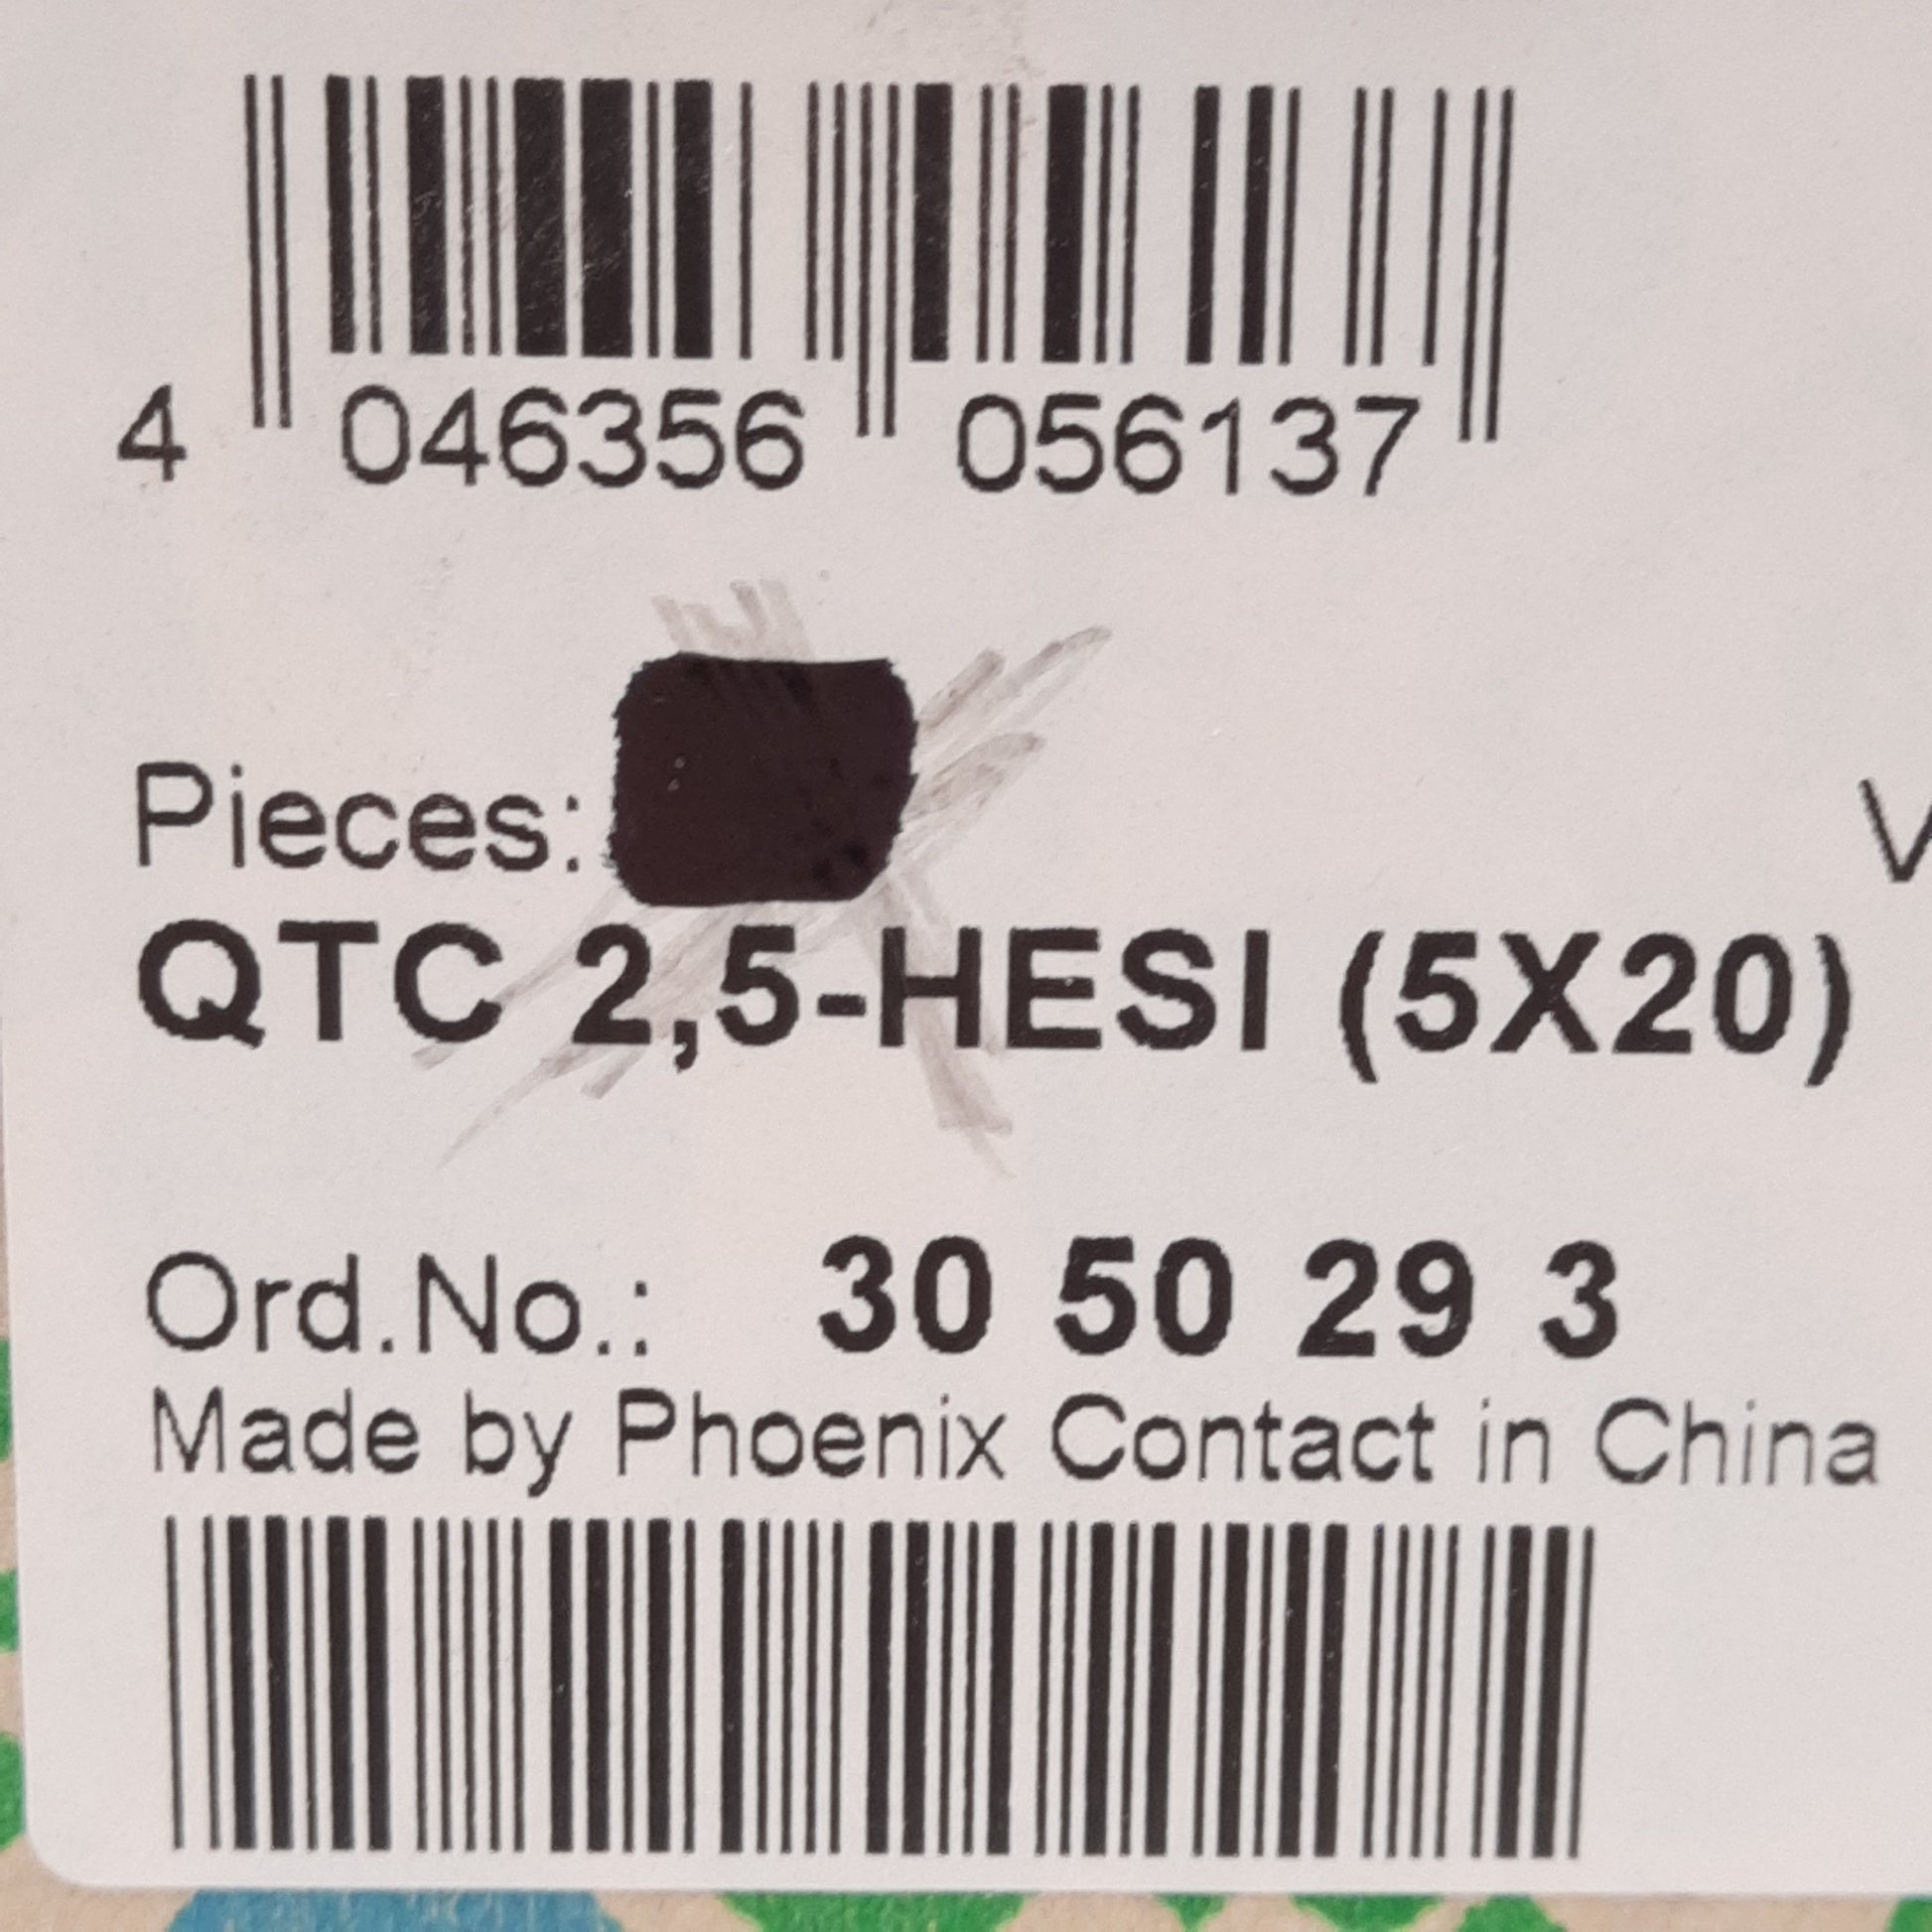 4 046356 056137
Pieces:
V
QTC 2,5-HESI (5X20)
Ord.No.: 30 50 29 3
Made by Phoenix Contact in China